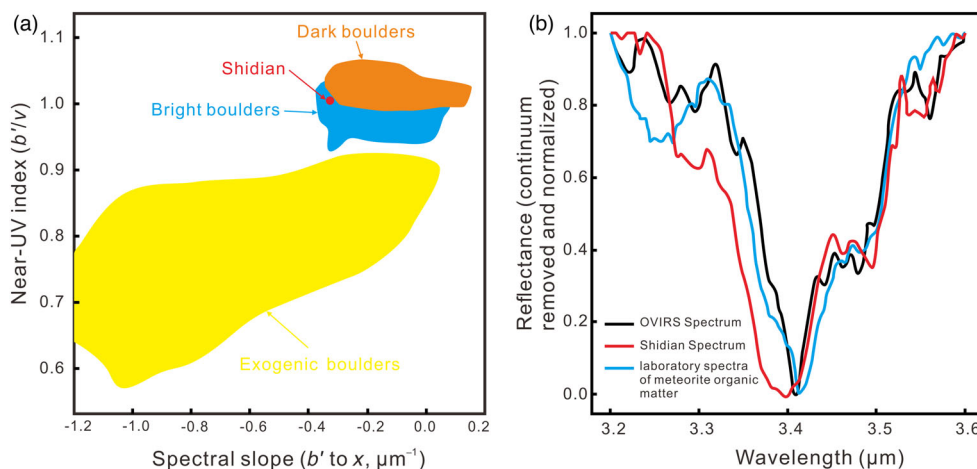 (a)
Near-UV index (b′/v)
1.1
1.0
0.9
0.8
0.7
0.6
Dark boulders
Shidian
Bright boulders
Exogenic boulders
-1.2 -1.0 -0.8 -0.6 -0.4 -0.2 0.0 0.2
Spectral slope (b′ to x, μm⁻¹)
(b)
Reflectance (continuum
removed and normalized)
1.0
0.8
0.6
0.4
0.2
0.0
OVIRS Spectrum
Shidian Spectrum
laboratory spectra
of meteorite organic
matter
3.2 3.3 3.4 3.5 3.6
Wavelength (μm)